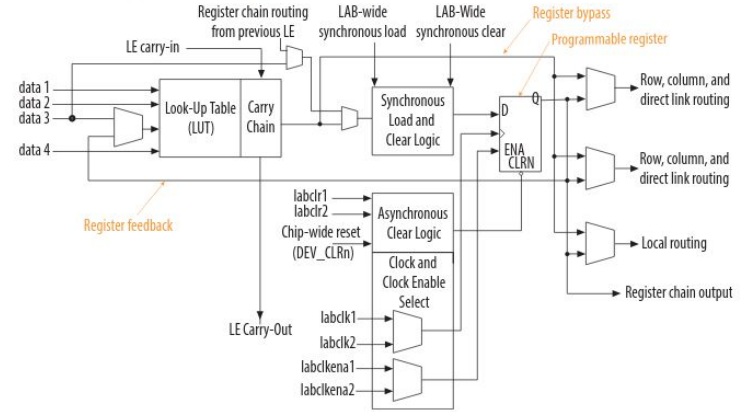 Register chain routing
from previous LE
LAB-wide
synchronous load
LAB-Wide
synchronous clear
Register bypass
Programmable register
LE carry-in
data 1
data 2
data 3
data 4
Look-Up Table
(LUT)
Carry
Chain
Synchronous
Load and
Clear Logic
D
Q
ENA
CLRN
Row, column, and
direct link routing
Row, column, and
direct link routing
Local routing
Register chain output
Register feedback
labclr1
labclr2
Chip-wide reset
(DEV_CLRn)
Asynchronous
Clear Logic
Clock and
Clock Enable
Select
labclk1
labclk2
labclkena1
labclkena2
LE Carry-Out